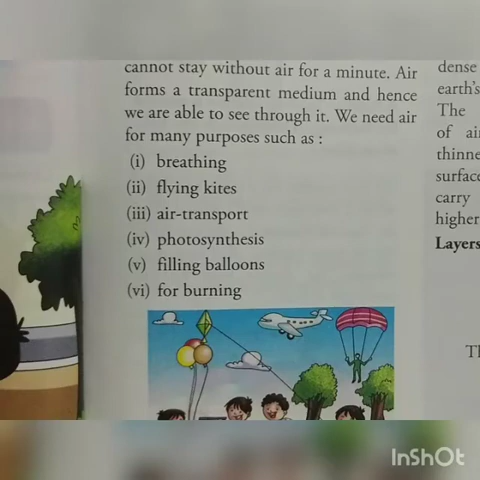 cannot stay without air for a minute. Air
forms a transparent medium and hence
we are able to see through it. We need air
for many purposes such as :
(i) breathing
(ii) flying kites
(iii) air-transport
(iv) photosynthesis
(v) filling balloons
(vi) for burning
dense
earth's
The
of
thinne
surface
carry
higher
Layers
InShOt